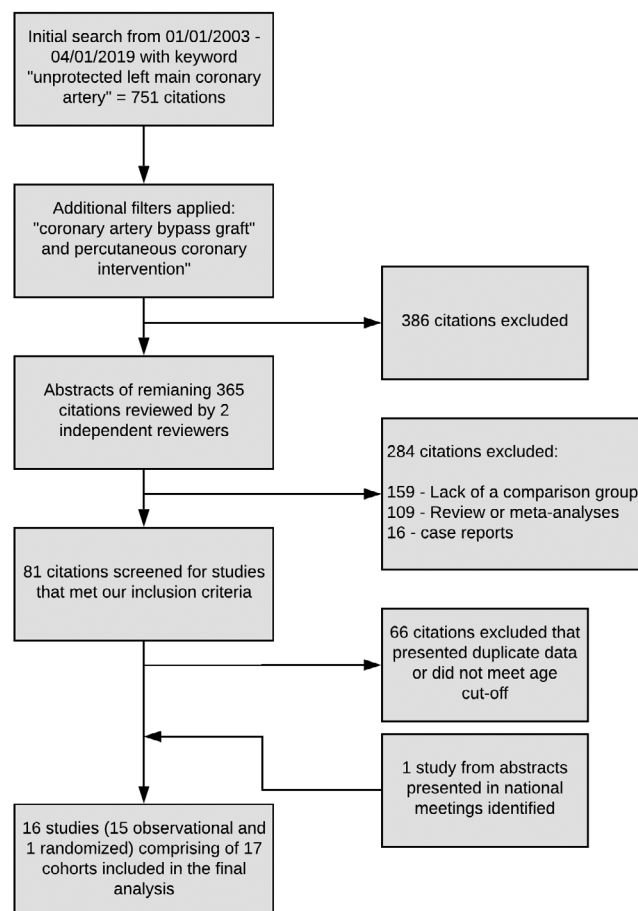 Initial search from 01/01/2003 -
04/01/2019 with keyword
"unprotected left main coronary
artery" = 751 citations
Additional filters applied:
"coronary artery bypass graft"
and percutaneous coronary
intervention"
386 citations excluded
Abstracts of remianing 365
citations reviewed by 2
independent reviewers
284 citations excluded:
159 - Lack of a comparison group
109 - Review or meta-analyses
16 - case reports
81 citations screened for studies
that met our inclusion criteria
66 citations excluded that
presented duplicate data
or did not meet age
cut-off
1 study from abstracts
presented in national
meetings identified
16 studies (15 observational and
1 randomized) comprising of 17
cohorts included in the final
analysis